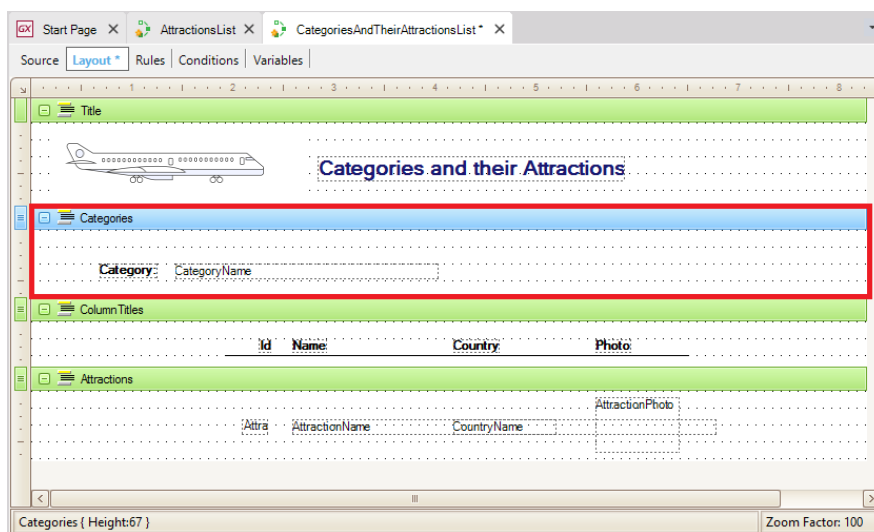 GX Start Page X AttractionsList X CategoriesAndTheirAttractionsList * X
Source Layout * Rules Conditions Variables
1 2 3 4 5 6 7 8
Title
Categories and their Attractions
Categories
Category: CategoryName
Column Titles
Id Name Country Photo
Attractions
AttractionPhoto
Attra AttractionName CountryName
Categories { Height:67 } Zoom Factor: 100